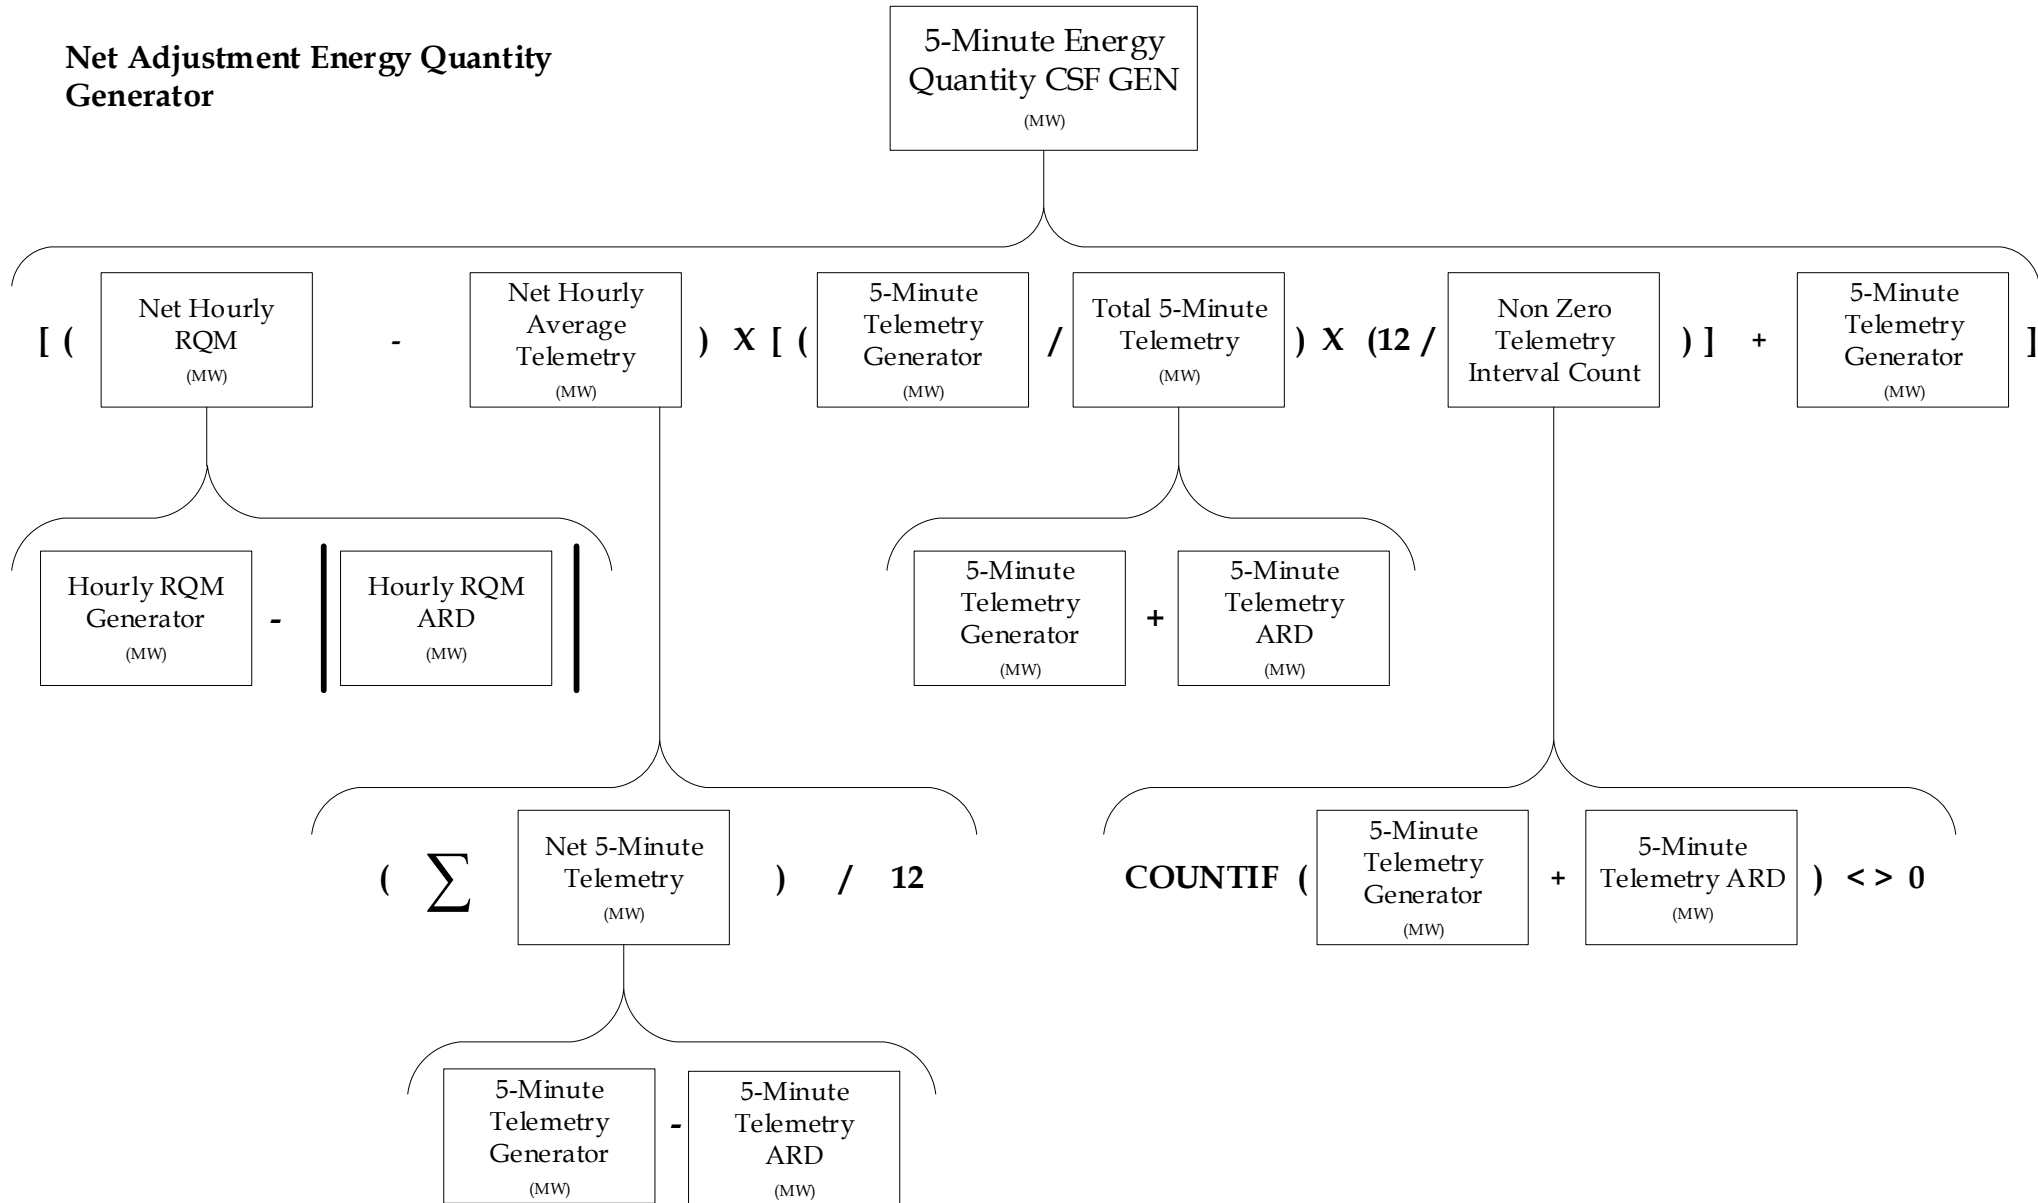 Net Adjustment Energy Quantity
Generator
5-Minute Energy
Quantity CSF GEN
(MW)
[ (
Net Hourly
RQM
(MW)
-
Net Hourly
Average
Telemetry
(MW)
) X [ (
5-Minute
Telemetry
Generator
(MW)
/
Total 5-Minute
Telemetry
(MW)
) X (12 /
Non Zero
Telemetry
Interval Count
) ] +
5-Minute
Telemetry
Generator
(MW)
]
Hourly RQM
Generator
(MW)
-
|
Hourly RQM
ARD
(MW)
|
5-Minute
Telemetry
Generator
(MW)
+
5-Minute
Telemetry
ARD
(MW)
( ∑
Net 5-Minute
Telemetry
(MW)
) / 12
COUNTIF (
5-Minute
Telemetry
Generator
(MW)
+
5-Minute
Telemetry ARD
(MW)
) < > 0
5-Minute
Telemetry
Generator
(MW)
-
5-Minute
Telemetry
ARD
(MW)